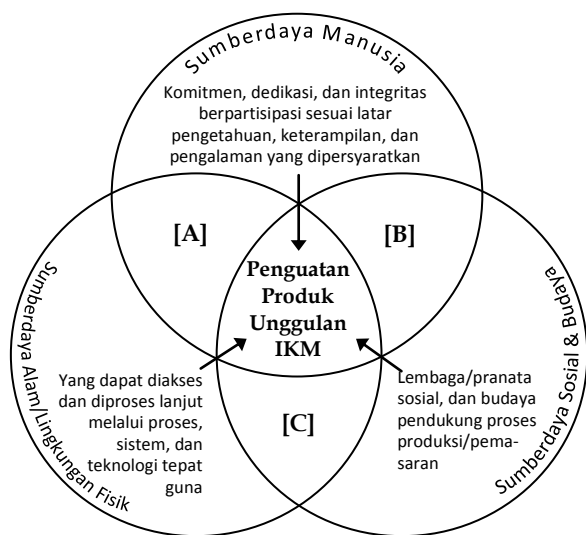 Sumberdaya Manusia
Komitmen, dedikasi, dan integritas
berpartisipasi sesuai latar
pengetahuan, keterampilan, dan
pengalaman yang dipersyaratkan
[A]
[B]
Penguatan
Produk
Unggulan
IKM
Sumberdaya Alam/Lingkungan Fisik
Yang dapat diakses
dan diproses lanjut
melalui proses,
sistem, dan
teknologi tepat
guna
[C]
Lembaga/pranata
sosial, dan budaya
pendukung proses
produksi/pema-
saran
Sumberdaya Sosial & Budaya